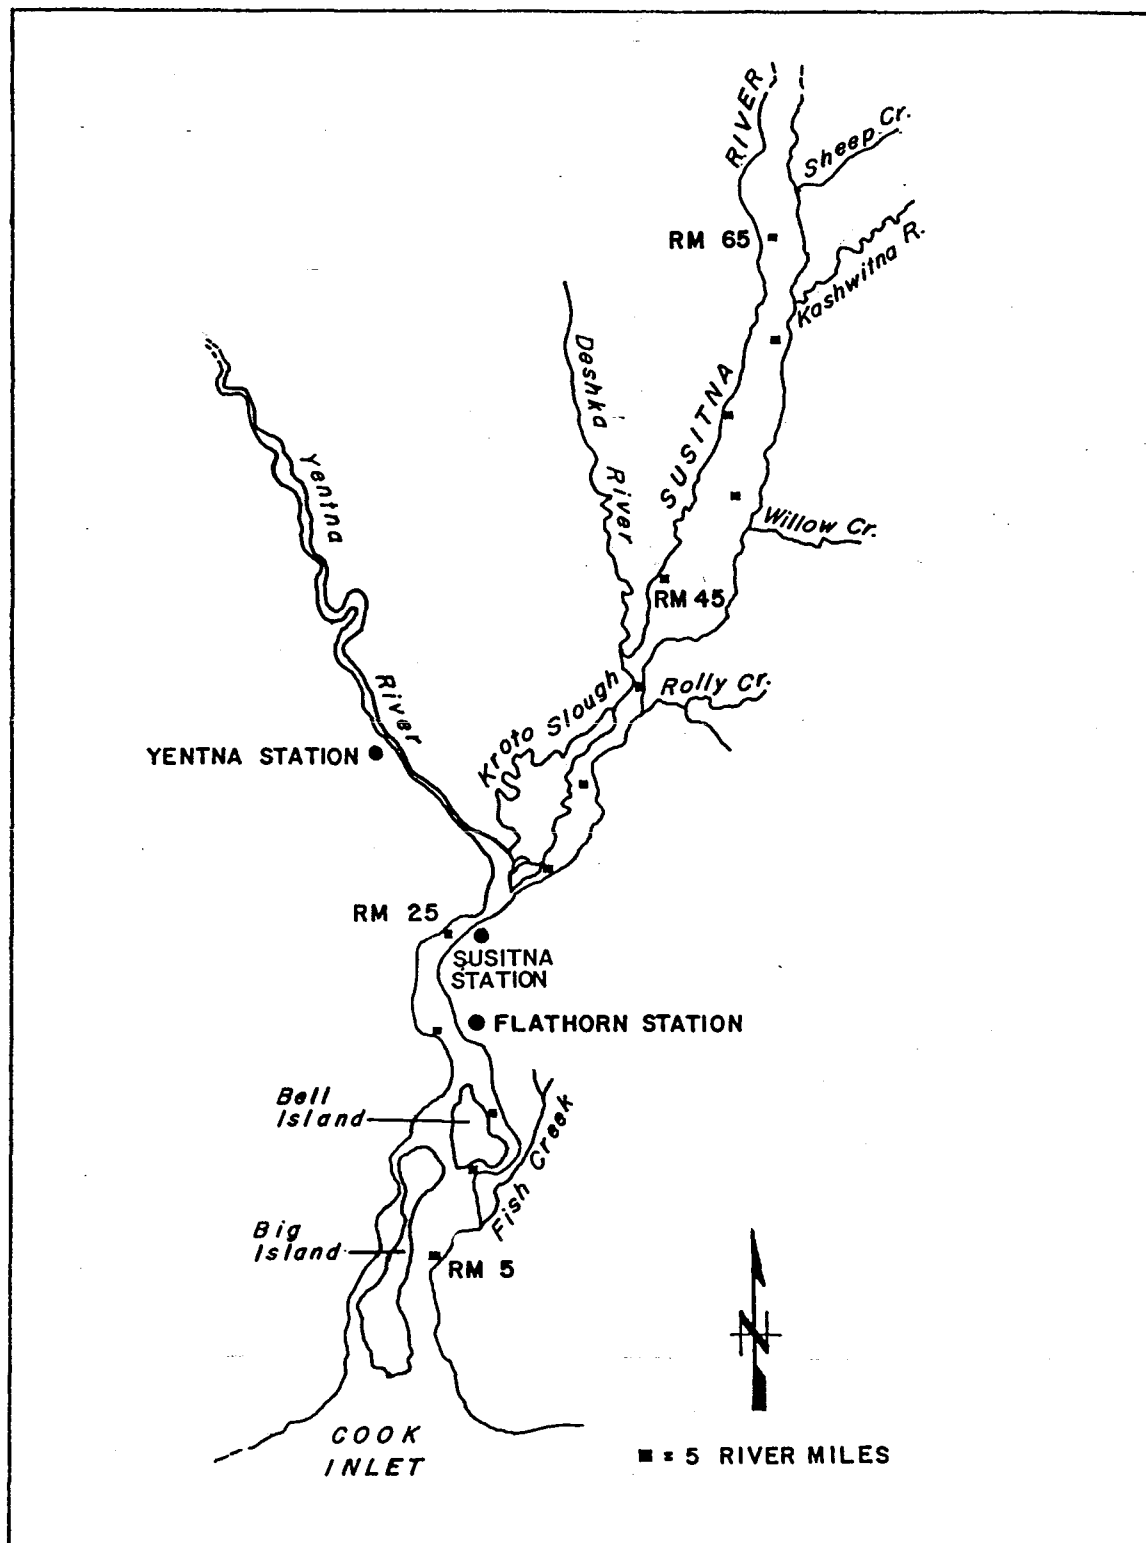 RIVER
Sheep Cr.
RM 65
Kashwitna R.
Deshka River
SUSITNA
Yentna River
Willow Cr.
RM 45
Kroto Slough
Rolly Cr.
YENTNA STATION
RM 25
SUSITNA
STATION
FLATHORN STATION
Bell
Island
Fish Creek
Big
Island
RM 5
N
COOK
INLET
= 5 RIVER MILES